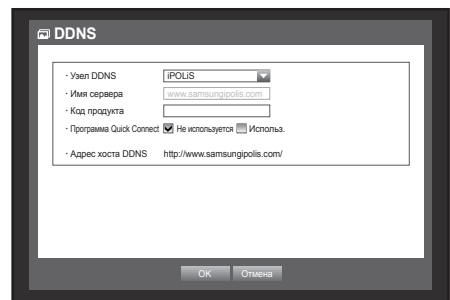 DDNS
· Узел DDNS iPOLiS
· Имя сервера www.samsungipolis.com
· Код продукта
· Программа Quick Connect Не используется Использ.
· Адрес хоста DDNS http://www.samsungipolis.com/
OK Отмена